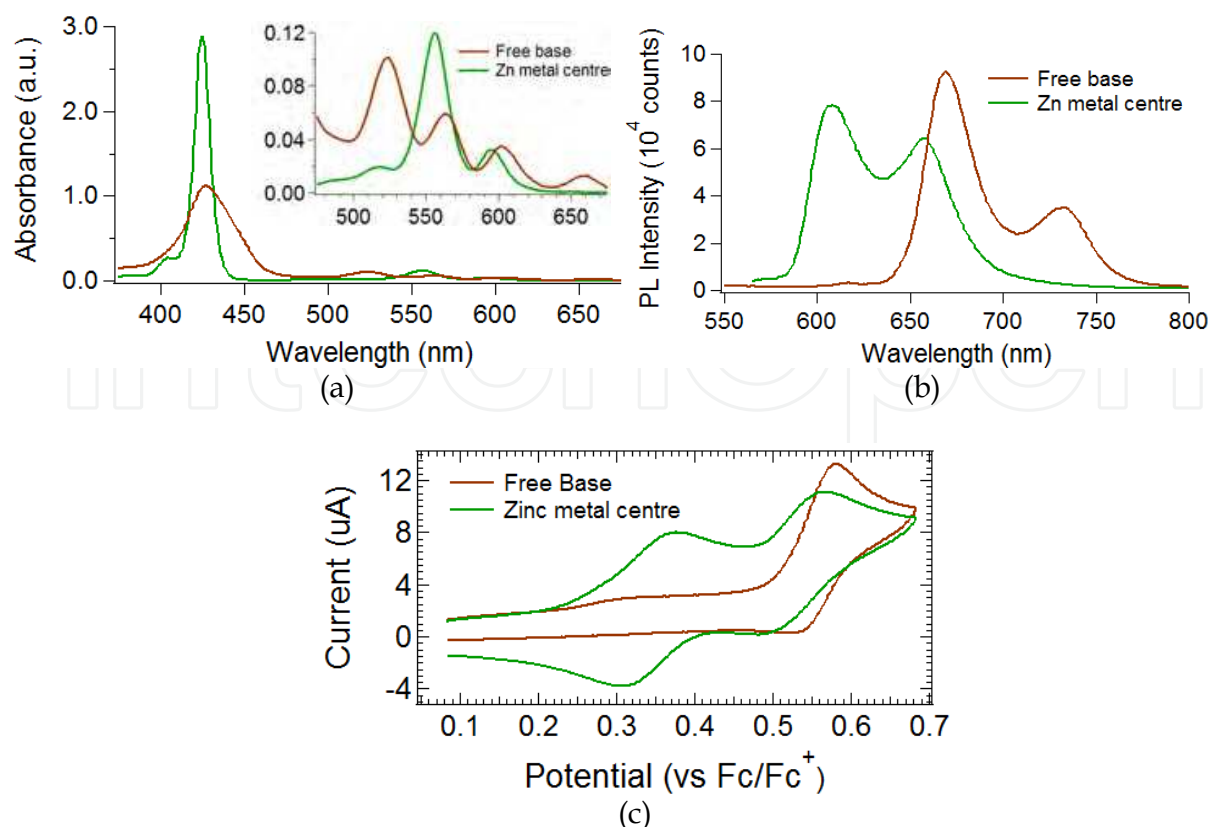 3.0
2.0
1.0
0.0
Absorbance (a.u.)
0.12
0.08
0.04
0.00
Free base
Zn metal centre
500 550 600 650
400 450 500 550 600 650
Wavelength (nm)
(a)
10
8
6
4
2
0
PL Intensity (10⁴ counts)
Free base
Zn metal centre
550 600 650 700 750 800
Wavelength (nm)
(b)
intechopen
12
8
4
0
-4
Current (uA)
Free Base
Zinc metal centre
0.1 0.2 0.3 0.4 0.5 0.6 0.7
Potential (vs Fc/Fc⁺)
(c)